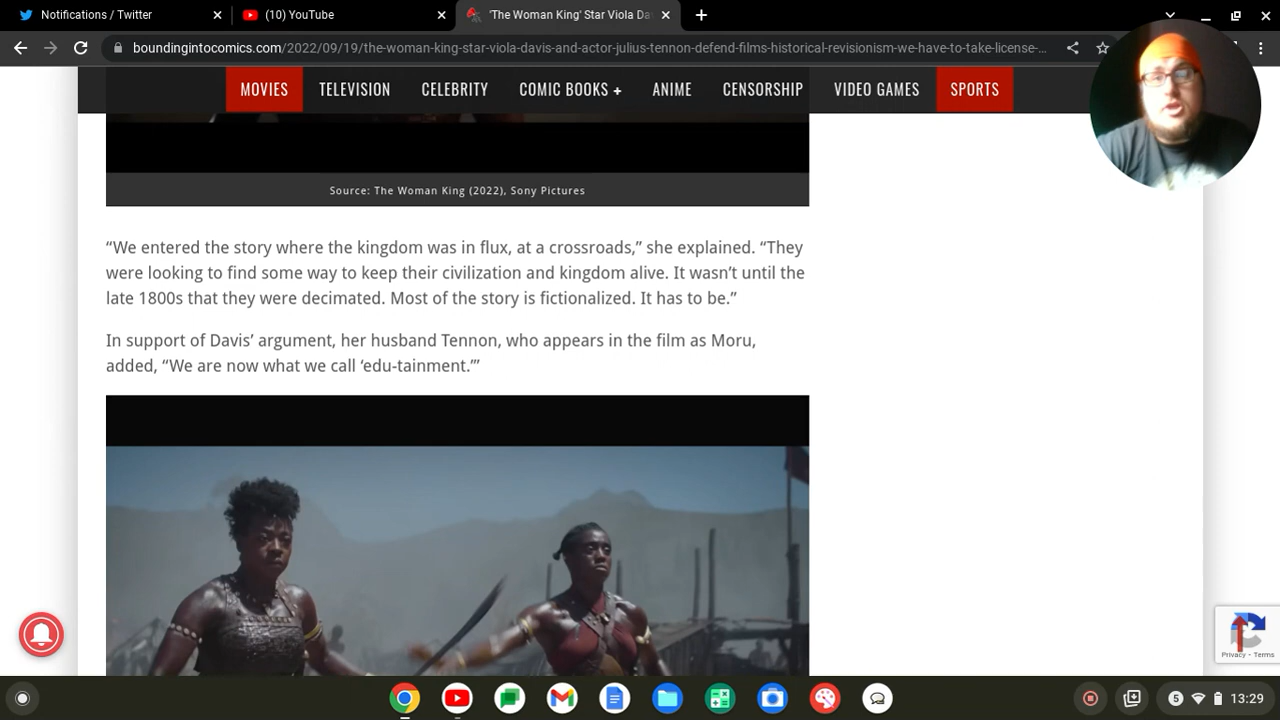 Notifications / Twitter
(10) YouTube
'The Woman King' Star Viola Da
boundingintocomics.com/2022/09/19/the-woman-king-star-viola-davis-and-actor-julius-tennon-defend-films-historical-revisionism-we-have-to-take-license-...
MOVIES TELEVISION CELEBRITY COMIC BOOKS + ANIME CENSORSHIP VIDEO GAMES SPORTS
Source: The Woman King (2022), Sony Pictures
“We entered the story where the kingdom was in flux, at a crossroads,” she explained. “They
were looking to find some way to keep their civilization and kingdom alive. It wasn’t until the
late 1800s that they were decimated. Most of the story is fictionalized. It has to be.”
In support of Davis’ argument, her husband Tennon, who appears in the film as Moru,
added, “We are now what we call ‘edu-tainment.’”
Privacy - Terms
5 13:29